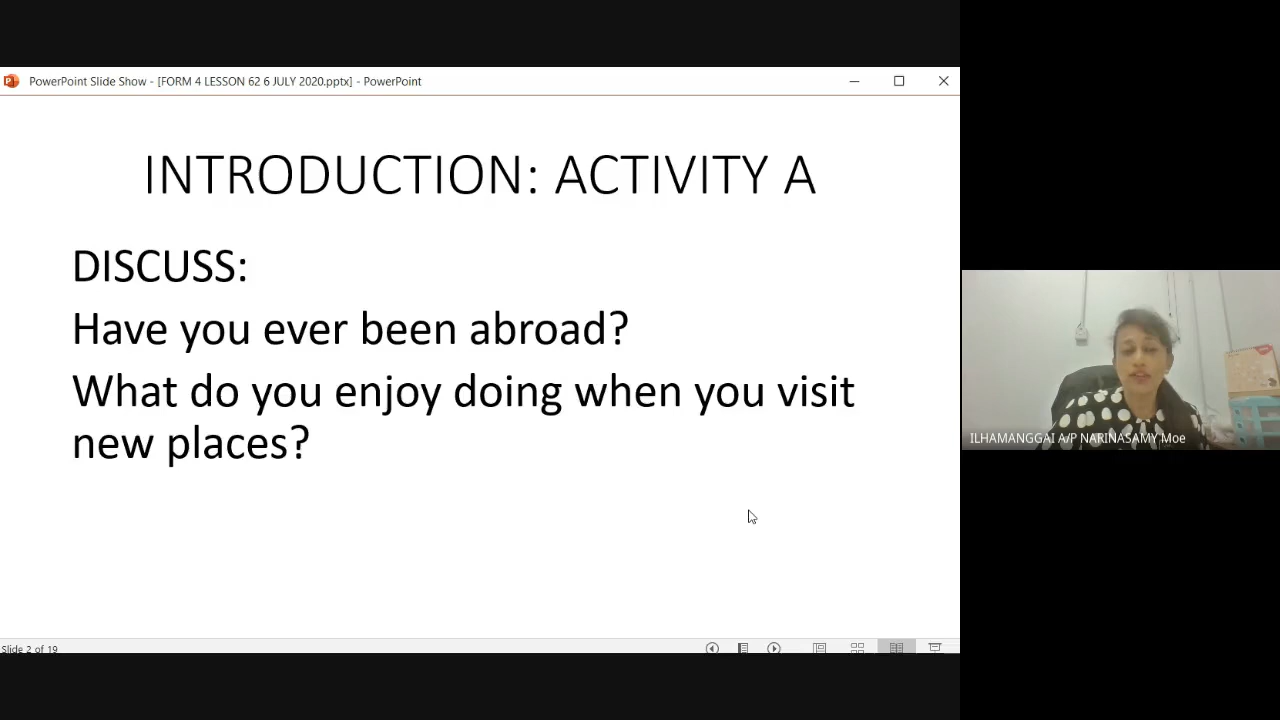 PowerPoint Slide Show - [FORM 4 LESSON 62 6 JULY 2020.pptx] - PowerPoint
INTRODUCTION: ACTIVITY A
DISCUSS:
Have you ever been abroad?
What do you enjoy doing when you visit
new places?
ILHAMANGGAI A/P NARINASAMY Moe
Slide 2 of 19